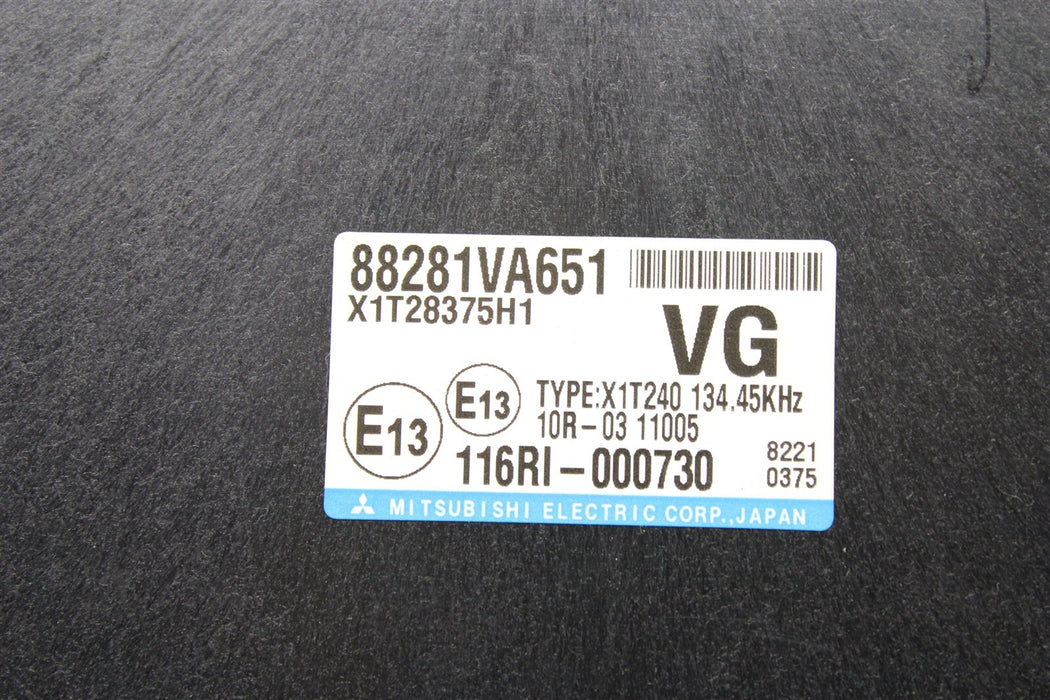 88281VA651
X1T28375H1
VG
E13
E13
TYPE:X1T240 134.45KHz
10R-03 11005
116RI-000730
8221
0375
MITSUBISHI ELECTRIC CORP.,JAPAN